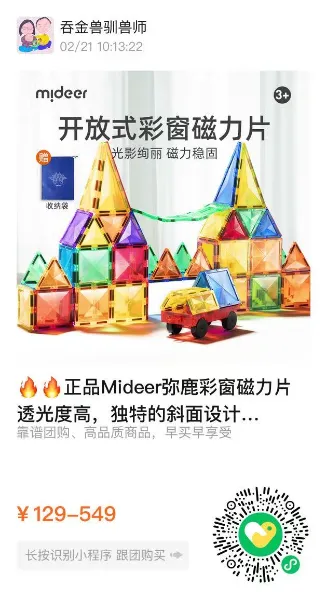 吞金兽驯兽师
02/21 10:13:22
mideer
3+
开放式彩窗磁力片
光影绚丽 磁力稳固
赠
收纳袋
🔥🔥正品Mideer弥鹿彩窗磁力片
透光度高，独特的斜面设计...
靠谱团购、高品质商品，早买早享受
¥129-549
长按识别小程序 跟团购买